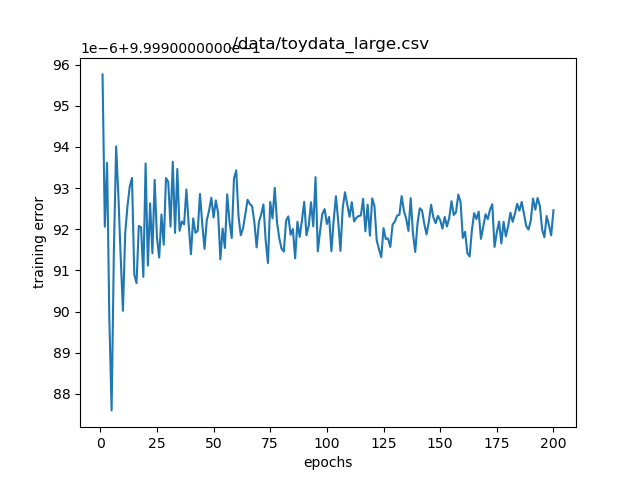 1e−6+9.9990000000e−1
./data/toydata_large.csv
96
95
94
93
92
91
90
89
88
training error
0 25 50 75 100 125 150 175 200
epochs